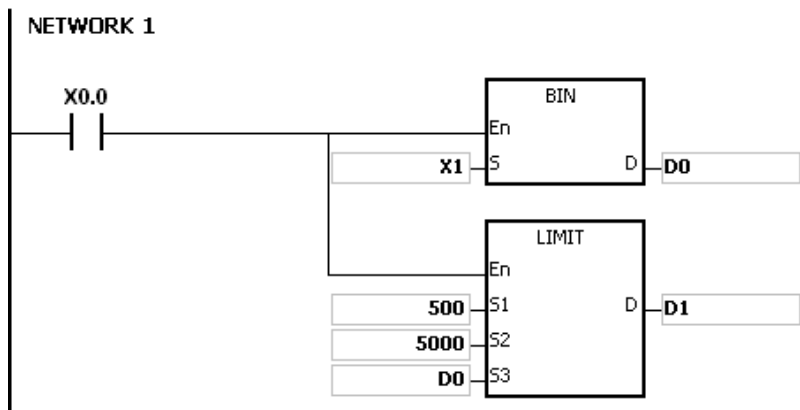 NETWORK 1
X0.0
BIN
En
X1 S D D0
LIMIT
En
500 S1 D D1
5000 S2
D0 S3